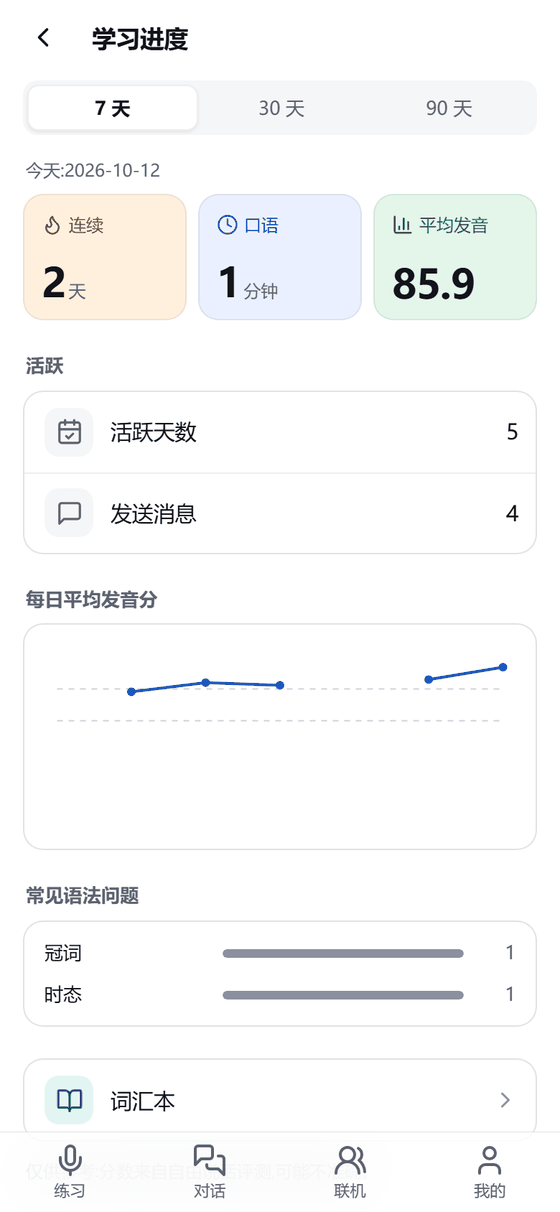 学习进度
7 天
30 天
90 天
今天:2026-10-12
连续
口语
平均发音
2 天
1 分钟
85.9
活跃
活跃天数 5
发送消息 4
每日平均发音分
常见语法问题
冠词 1
时态 1
词汇本
练习
对话
联机
我的